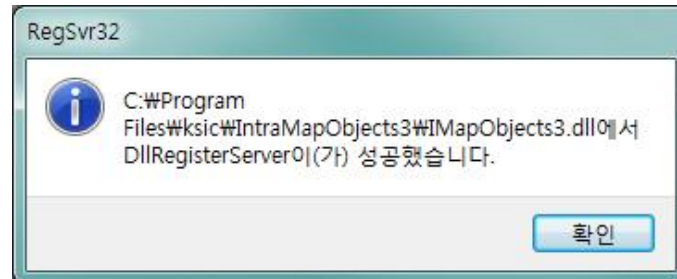 RegSvr32
C:₩Program
Files₩ksic₩IntraMapObjects3₩IMapObjects3.dll에서
DllRegisterServer이(가) 성공했습니다.
확인